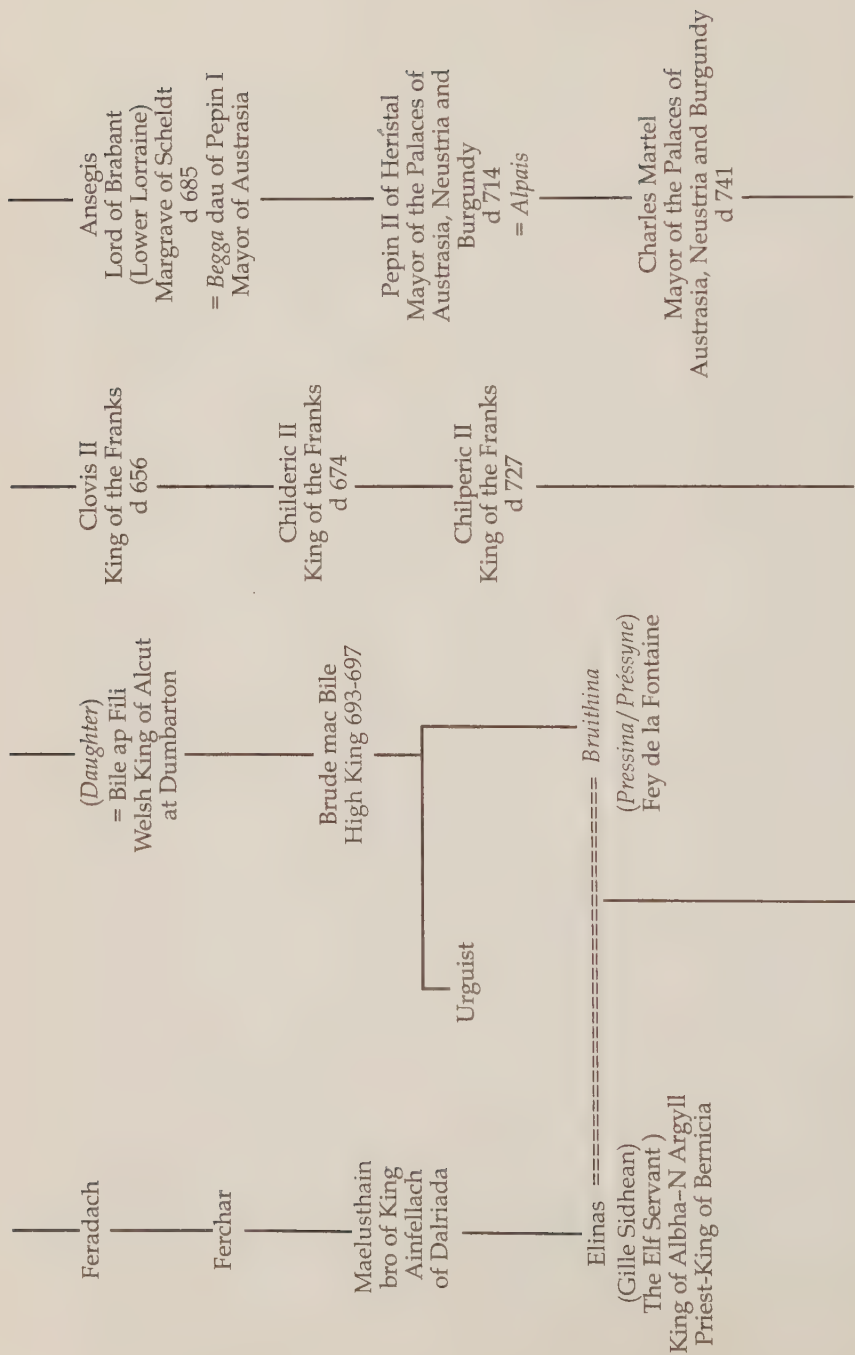 Feradach
Ferchar
Maelusthain
bro of King
Ainfellach
of Dalriada
Elinas ======================= Bruithina
(Gille Sidhean)
The Elf Servant )
King of Albha–N Argyll
Priest-King of Bernicia
(Daughter)
= Bile ap Fili
Welsh King of Alcut
at Dumbarton
Brude mac Bile
High King 693-697
Urguist
(Pressina/Préssyne)
Fey de la Fontaine
Clovis II
King of the Franks
d 656
Childeric II
King of the Franks
d 674
Chilperic II
King of the Franks
d 727
Ansegis
Lord of Brabant
(Lower Lorraine)
Margrave of Scheldt
d 685
= Begga dau of Pepin I
Mayor of Austrasia
Pepin II of Herístal
Mayor of the Palaces of
Austrasia, Neustria and
Burgundy
d 714
= Alpais
Charles Martel
Mayor of the Palaces of
Austrasia, Neustria and Burgundy
d 741